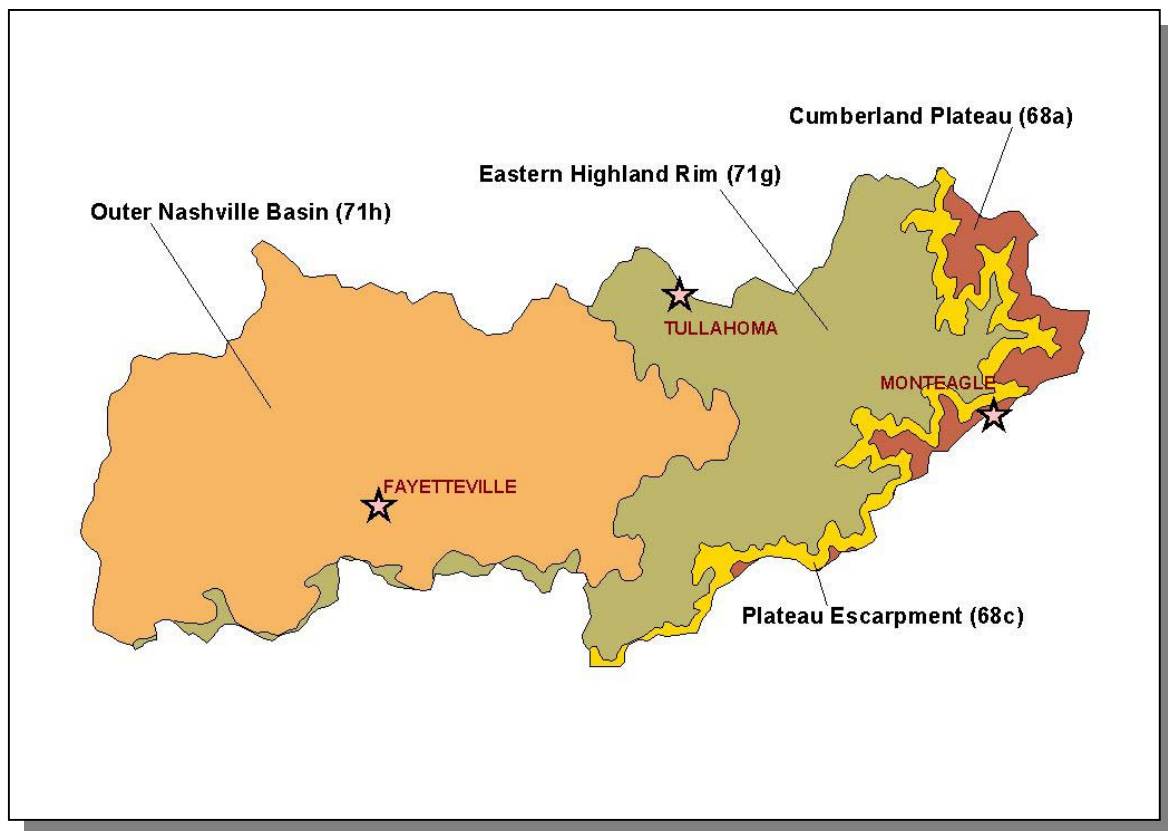 Cumberland Plateau (68a)
Eastern Highland Rim (71g)
Outer Nashville Basin (71h)
TULLAHOMA
MONTEAGLE
FAYETTEVILLE
Plateau Escarpment (68c)